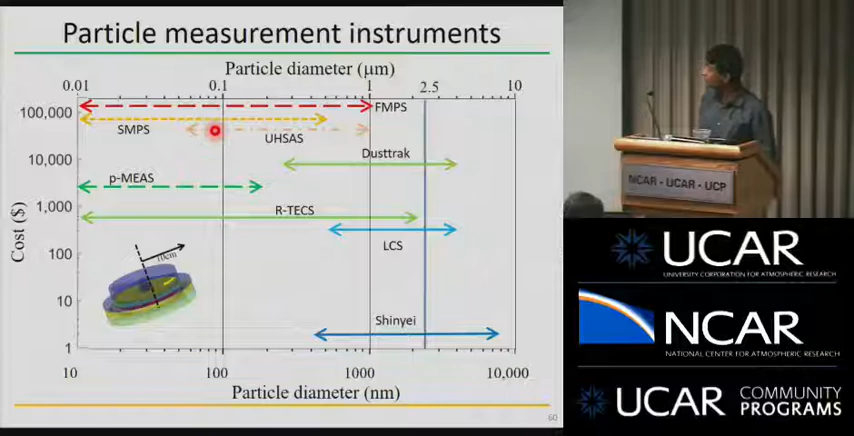 Particle measurement instruments
Particle diameter (μm)
0.01 0.1 1 2.5 10
100,000
FMPS
SMPS
UHSAS
10,000
Dusttrak
p-MEAS
1,000
R-TECS
Cost ($)
100
LCS
10cm
10
Shinyei
1
10 100 1000 10,000
Particle diameter (nm)
60
NCAR - UCAR - UCP
UCAR
UNIVERSITY CORPORATION FOR ATMOSPHERIC RESEARCH
NCAR
NATIONAL CENTER FOR ATMOSPHERIC RESEARCH
UCAR COMMUNITY
PROGRAMS